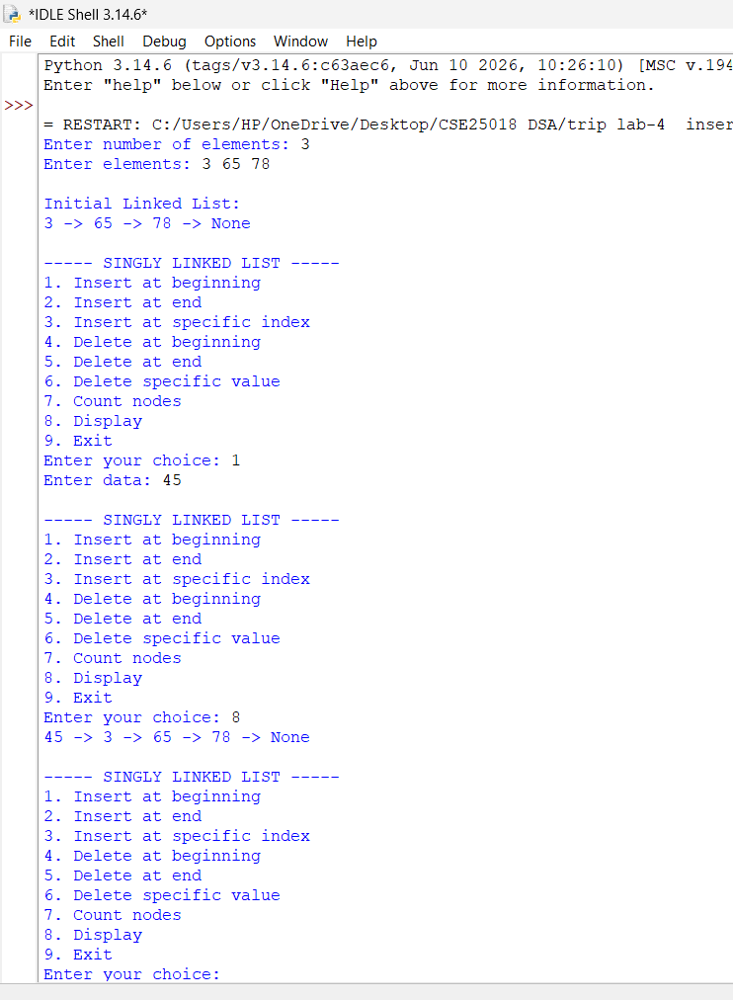 *IDLE Shell 3.14.6*
File Edit Shell Debug Options Window Help
Python 3.14.6 (tags/v3.14.6:c63aec6, Jun 10 2026, 10:26:10) [MSC v.194
Enter "help" below or click "Help" above for more information.
>>>
= RESTART: C:/Users/HP/OneDrive/Desktop/CSE25018 DSA/trip lab-4  inser
Enter number of elements: 3
Enter elements: 3 65 78
Initial Linked List:
3 -> 65 -> 78 -> None
----- SINGLY LINKED LIST -----
1. Insert at beginning
2. Insert at end
3. Insert at specific index
4. Delete at beginning
5. Delete at end
6. Delete specific value
7. Count nodes
8. Display
9. Exit
Enter your choice: 1
Enter data: 45
----- SINGLY LINKED LIST -----
1. Insert at beginning
2. Insert at end
3. Insert at specific index
4. Delete at beginning
5. Delete at end
6. Delete specific value
7. Count nodes
8. Display
9. Exit
Enter your choice: 8
45 -> 3 -> 65 -> 78 -> None
----- SINGLY LINKED LIST -----
1. Insert at beginning
2. Insert at end
3. Insert at specific index
4. Delete at beginning
5. Delete at end
6. Delete specific value
7. Count nodes
8. Display
9. Exit
Enter your choice: